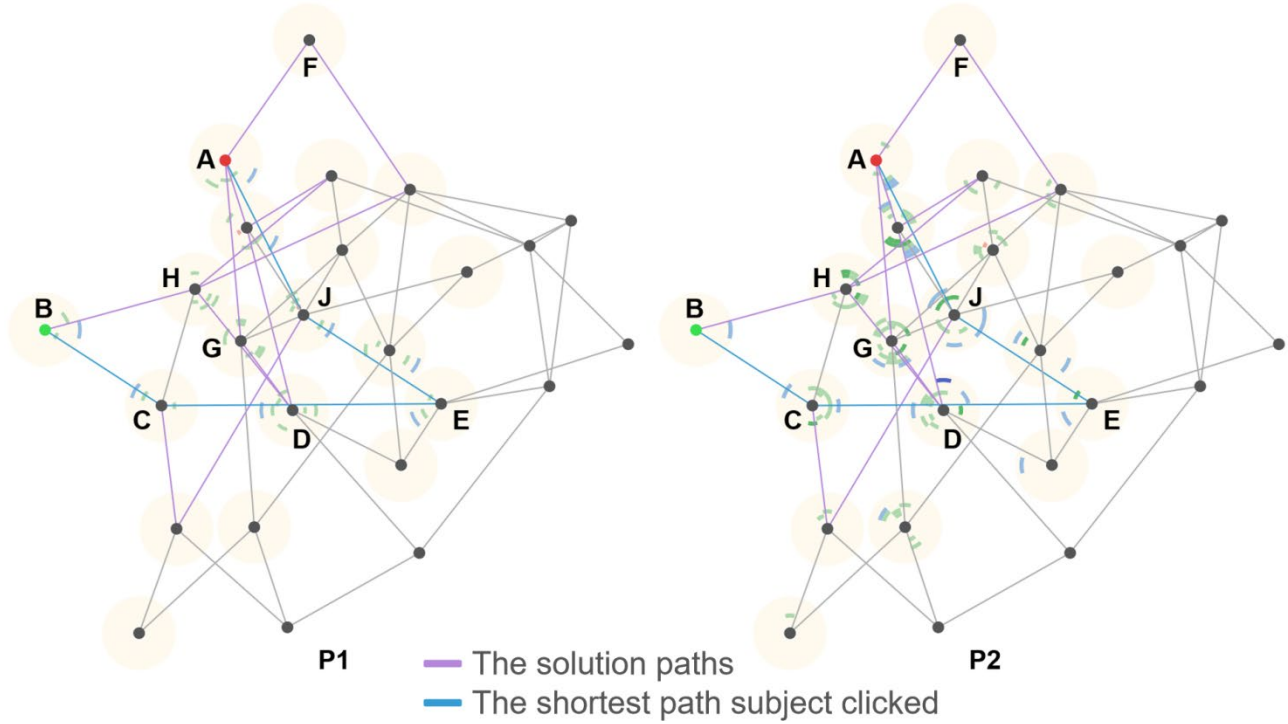 F F
A A
H H
B J B J
G G
C D E C D E
P1 P2
The solution paths
The shortest path subject clicked